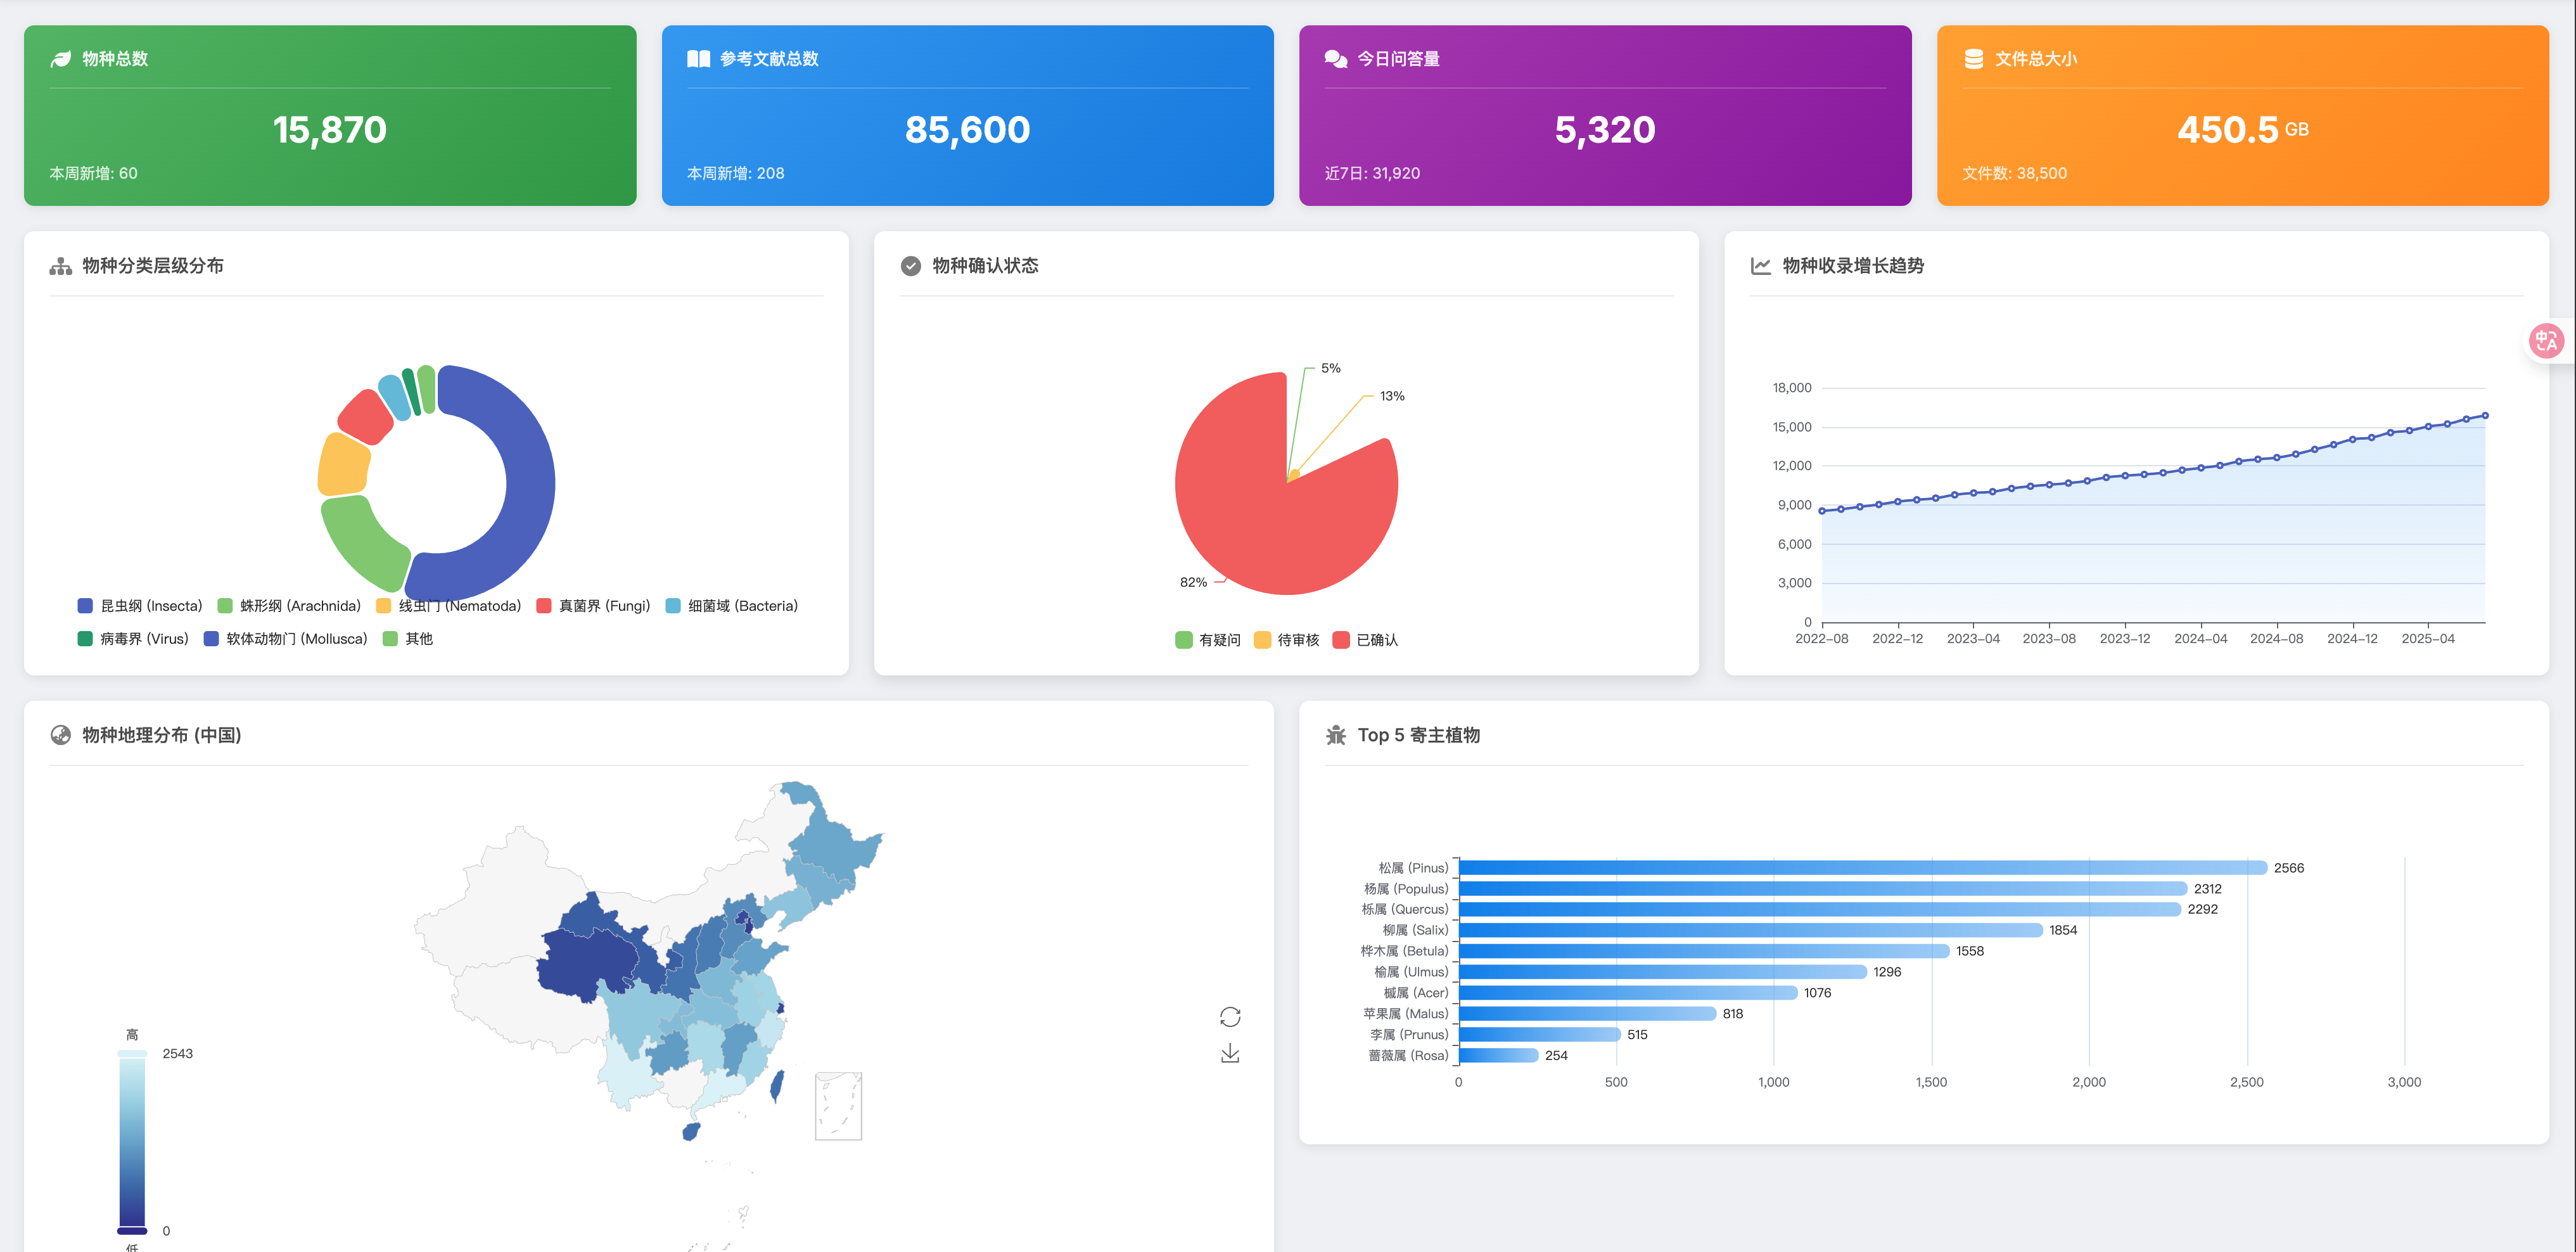 物种总数
15,870
本周新增: 60
参考文献总数
85,600
本周新增: 208
今日问答量
5,320
近7日: 31,920
文件总大小
450.5 GB
文件数: 38,500
物种分类层级分布
昆虫纲 (Insecta) 蛛形纲 (Arachnida) 线虫门 (Nematoda) 真菌界 (Fungi) 细菌域 (Bacteria)
病毒界 (Virus) 软体动物门 (Mollusca) 其他
物种确认状态
5%
13%
82%
有疑问 待审核 已确认
物种收录增长趋势
18,000
15,000
12,000
9,000
6,000
3,000
0
2022-08 2022-12 2023-04 2023-08 2023-12 2024-04 2024-08 2024-12 2025-04
中A
物种地理分布 (中国)
高
2543
0
低
Top 5 寄主植物
松属 (Pinus) 2566
杨属 (Populus) 2312
栎属 (Quercus) 2292
柳属 (Salix) 1854
桦木属 (Betula) 1558
榆属 (Ulmus) 1296
槭属 (Acer) 1076
苹果属 (Malus) 818
李属 (Prunus) 515
蔷薇属 (Rosa) 254
0 500 1,000 1,500 2,000 2,500 3,000